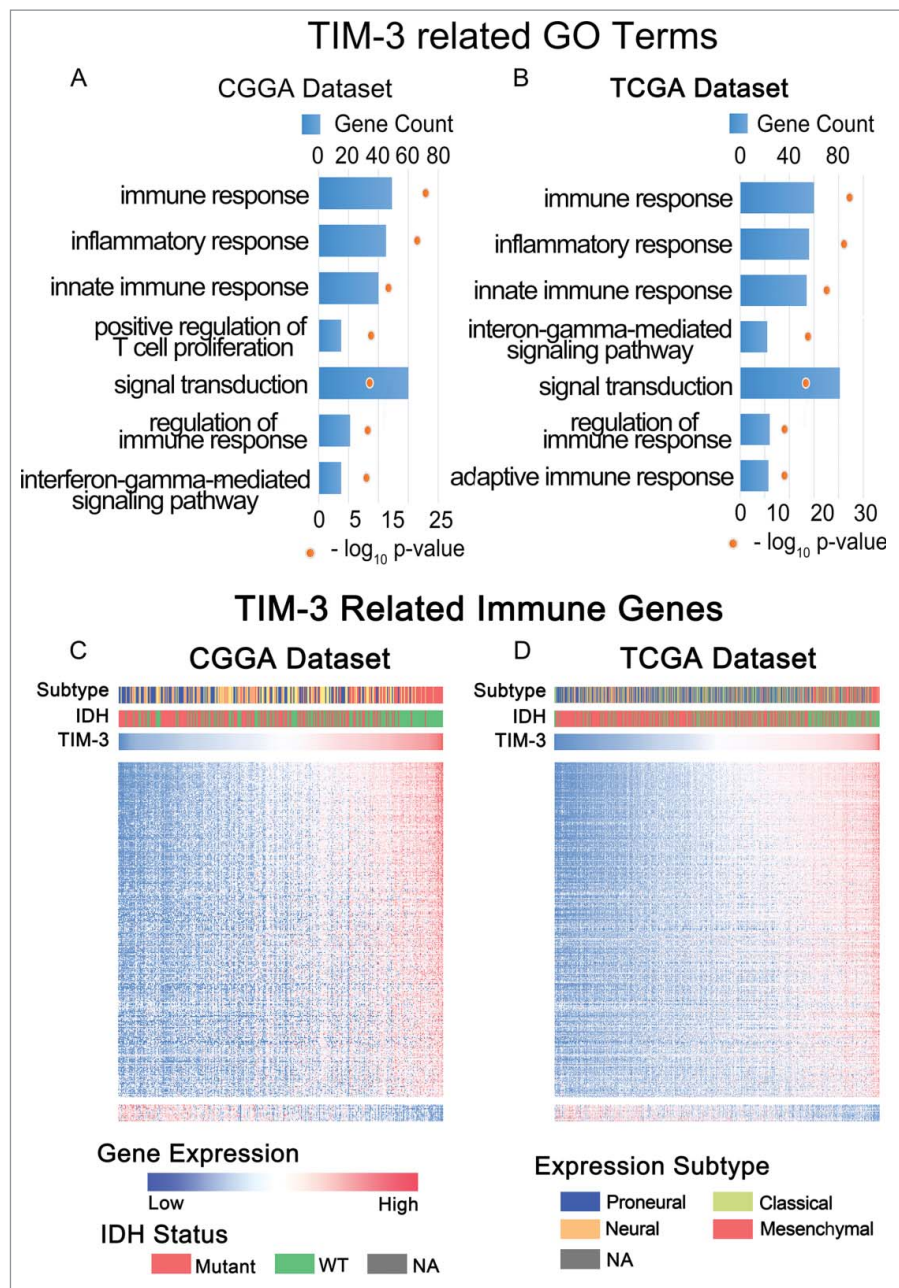 TIM-3 related GO Terms
A
CGGA Dataset
Gene Count
0 20 40 60 80
immune response
inflammatory response
innate immune response
positive regulation of
T cell proliferation
signal transduction
regulation of
immune response
interferon-gamma-mediated
signaling pathway
0 5 15 25
- log10 p-value
B
TCGA Dataset
Gene Count
0 40 80
immune response
inflammatory response
innate immune response
interon-gamma-mediated
signaling pathway
signal transduction
regulation of
immune response
adaptive immune response
0 10 20 30
- log10 p-value
TIM-3 Related Immune Genes
C
CGGA Dataset
Subtype
IDH
TIM-3
D
TCGA Dataset
Subtype
IDH
TIM-3
Gene Expression
Low High
IDH Status
Mutant WT NA
Expression Subtype
Proneural Classical
Neural Mesenchymal
NA